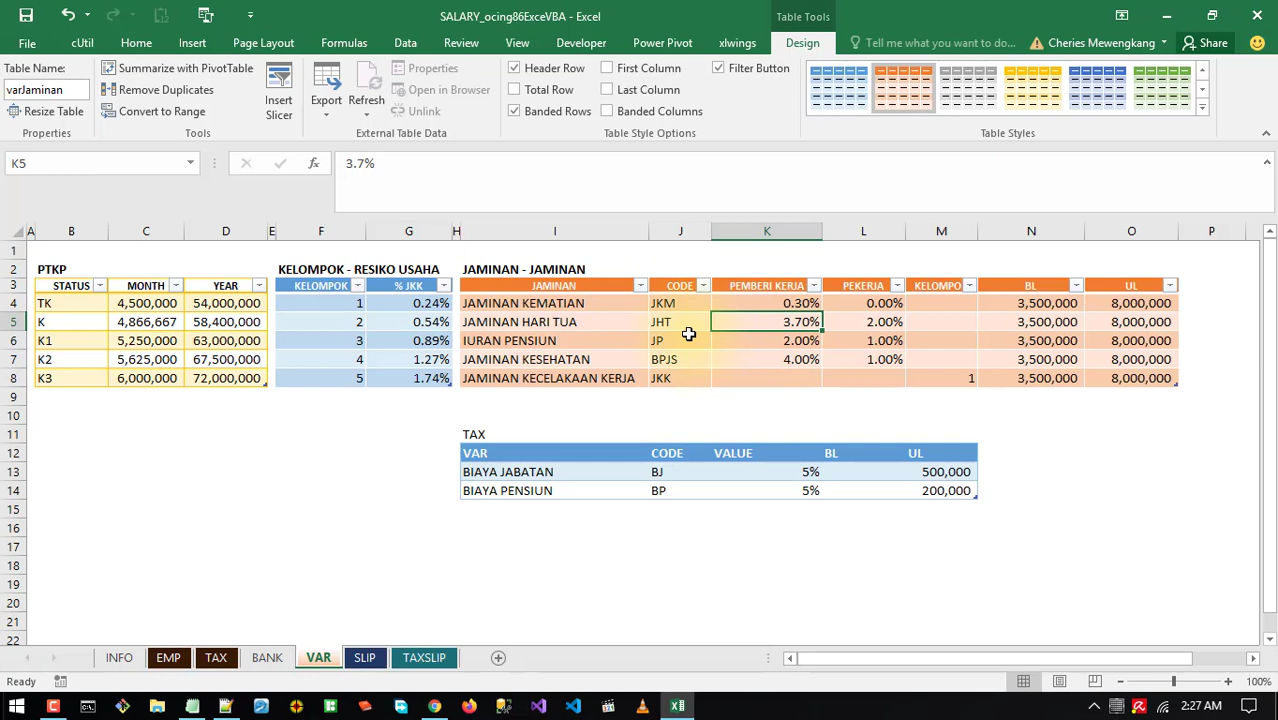 SALARY_ocing86ExceVBA - Excel
Table Tools
File cUtil Home Insert Page Layout Formulas Data Review View Developer Power Pivot xlwings Design Tell me what you want to do... Cheries Mewengkang Share
Table Name:
varJaminan
Resize Table
Properties
Summarize with PivotTable
Remove Duplicates
Convert to Range
Tools
Insert
Slicer
Export
Refresh
Properties
Open in Browser
Unlink
External Table Data
Header Row First Column Filter Button
Total Row Last Column
Banded Rows Banded Columns
Table Style Options
Table Styles
K5 fx 3.7%
A B C D E F G H I J K L M N O P
1
2 PTKP KELOMPOK - RESIKO USAHA JAMINAN - JAMINAN
3 STATUS MONTH YEAR KELOMPOK % JKK JAMINAN CODE PEMBERI KERJA PEKERJA KELOMPO BL UL
4 TK 4,500,000 54,000,000 1 0.24% JAMINAN KEMATIAN JKM 0.30% 0.00% 3,500,000 8,000,000
5 K 4,866,667 58,400,000 2 0.54% JAMINAN HARI TUA JHT 3.70% 2.00% 3,500,000 8,000,000
6 K1 5,250,000 63,000,000 3 0.89% IURAN PENSIUN JP 2.00% 1.00% 3,500,000 8,000,000
7 K2 5,625,000 67,500,000 4 1.27% JAMINAN KESEHATAN BPJS 4.00% 1.00% 3,500,000 8,000,000
8 K3 6,000,000 72,000,000 5 1.74% JAMINAN KECELAKAAN KERJA JKK 1 3,500,000 8,000,000
9
10
11 TAX
12 VAR CODE VALUE BL UL
13 BIAYA JABATAN BJ 5% 500,000
14 BIAYA PENSIUN BP 5% 200,000
15
16
17
18
19
20
21
22
INFO EMP TAX BANK VAR SLIP TAXSLIP
Ready 100%
2:27 AM